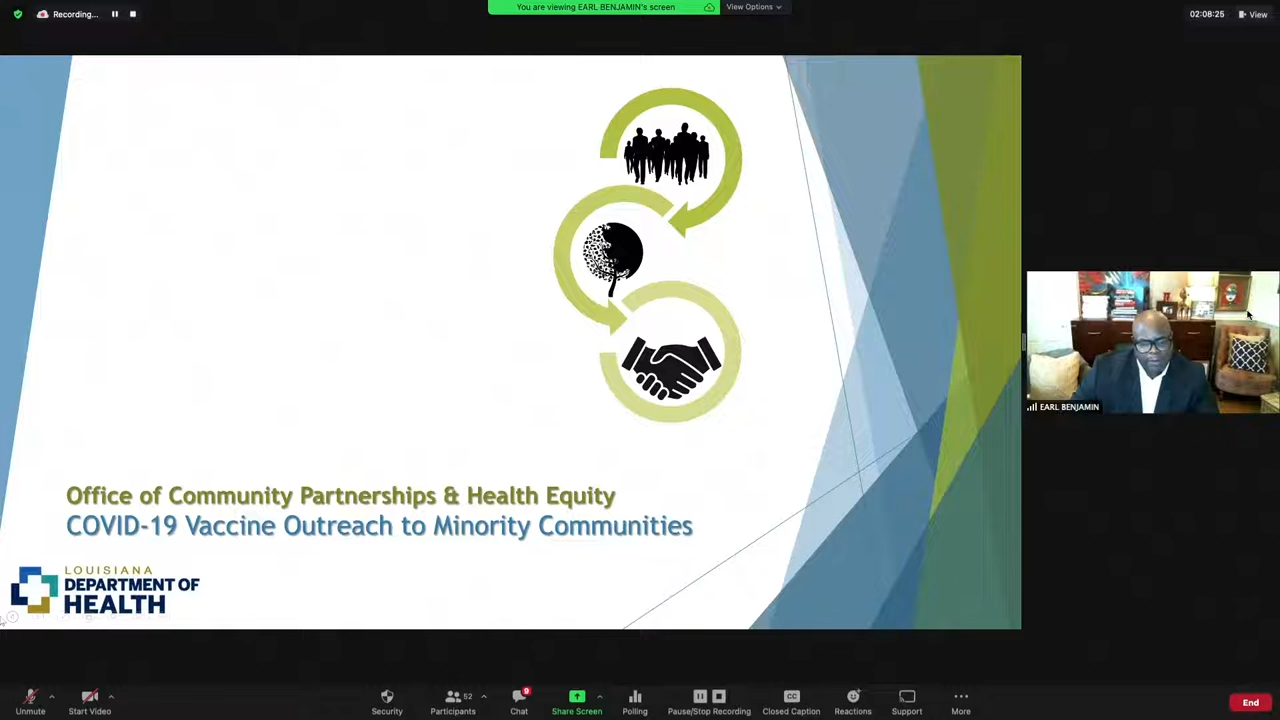 Recording...
You are viewing EARL BENJAMIN's screen
View Options
02:08:25
View
EARL BENJAMIN
Office of Community Partnerships & Health Equity
COVID-19 Vaccine Outreach to Minority Communities
LOUISIANA
DEPARTMENT OF
HEALTH
Unmute
Start Video
Security
52
Participants
9
Chat
Share Screen
Polling
Pause/Stop Recording
CC
Closed Caption
Reactions
Support
More
End